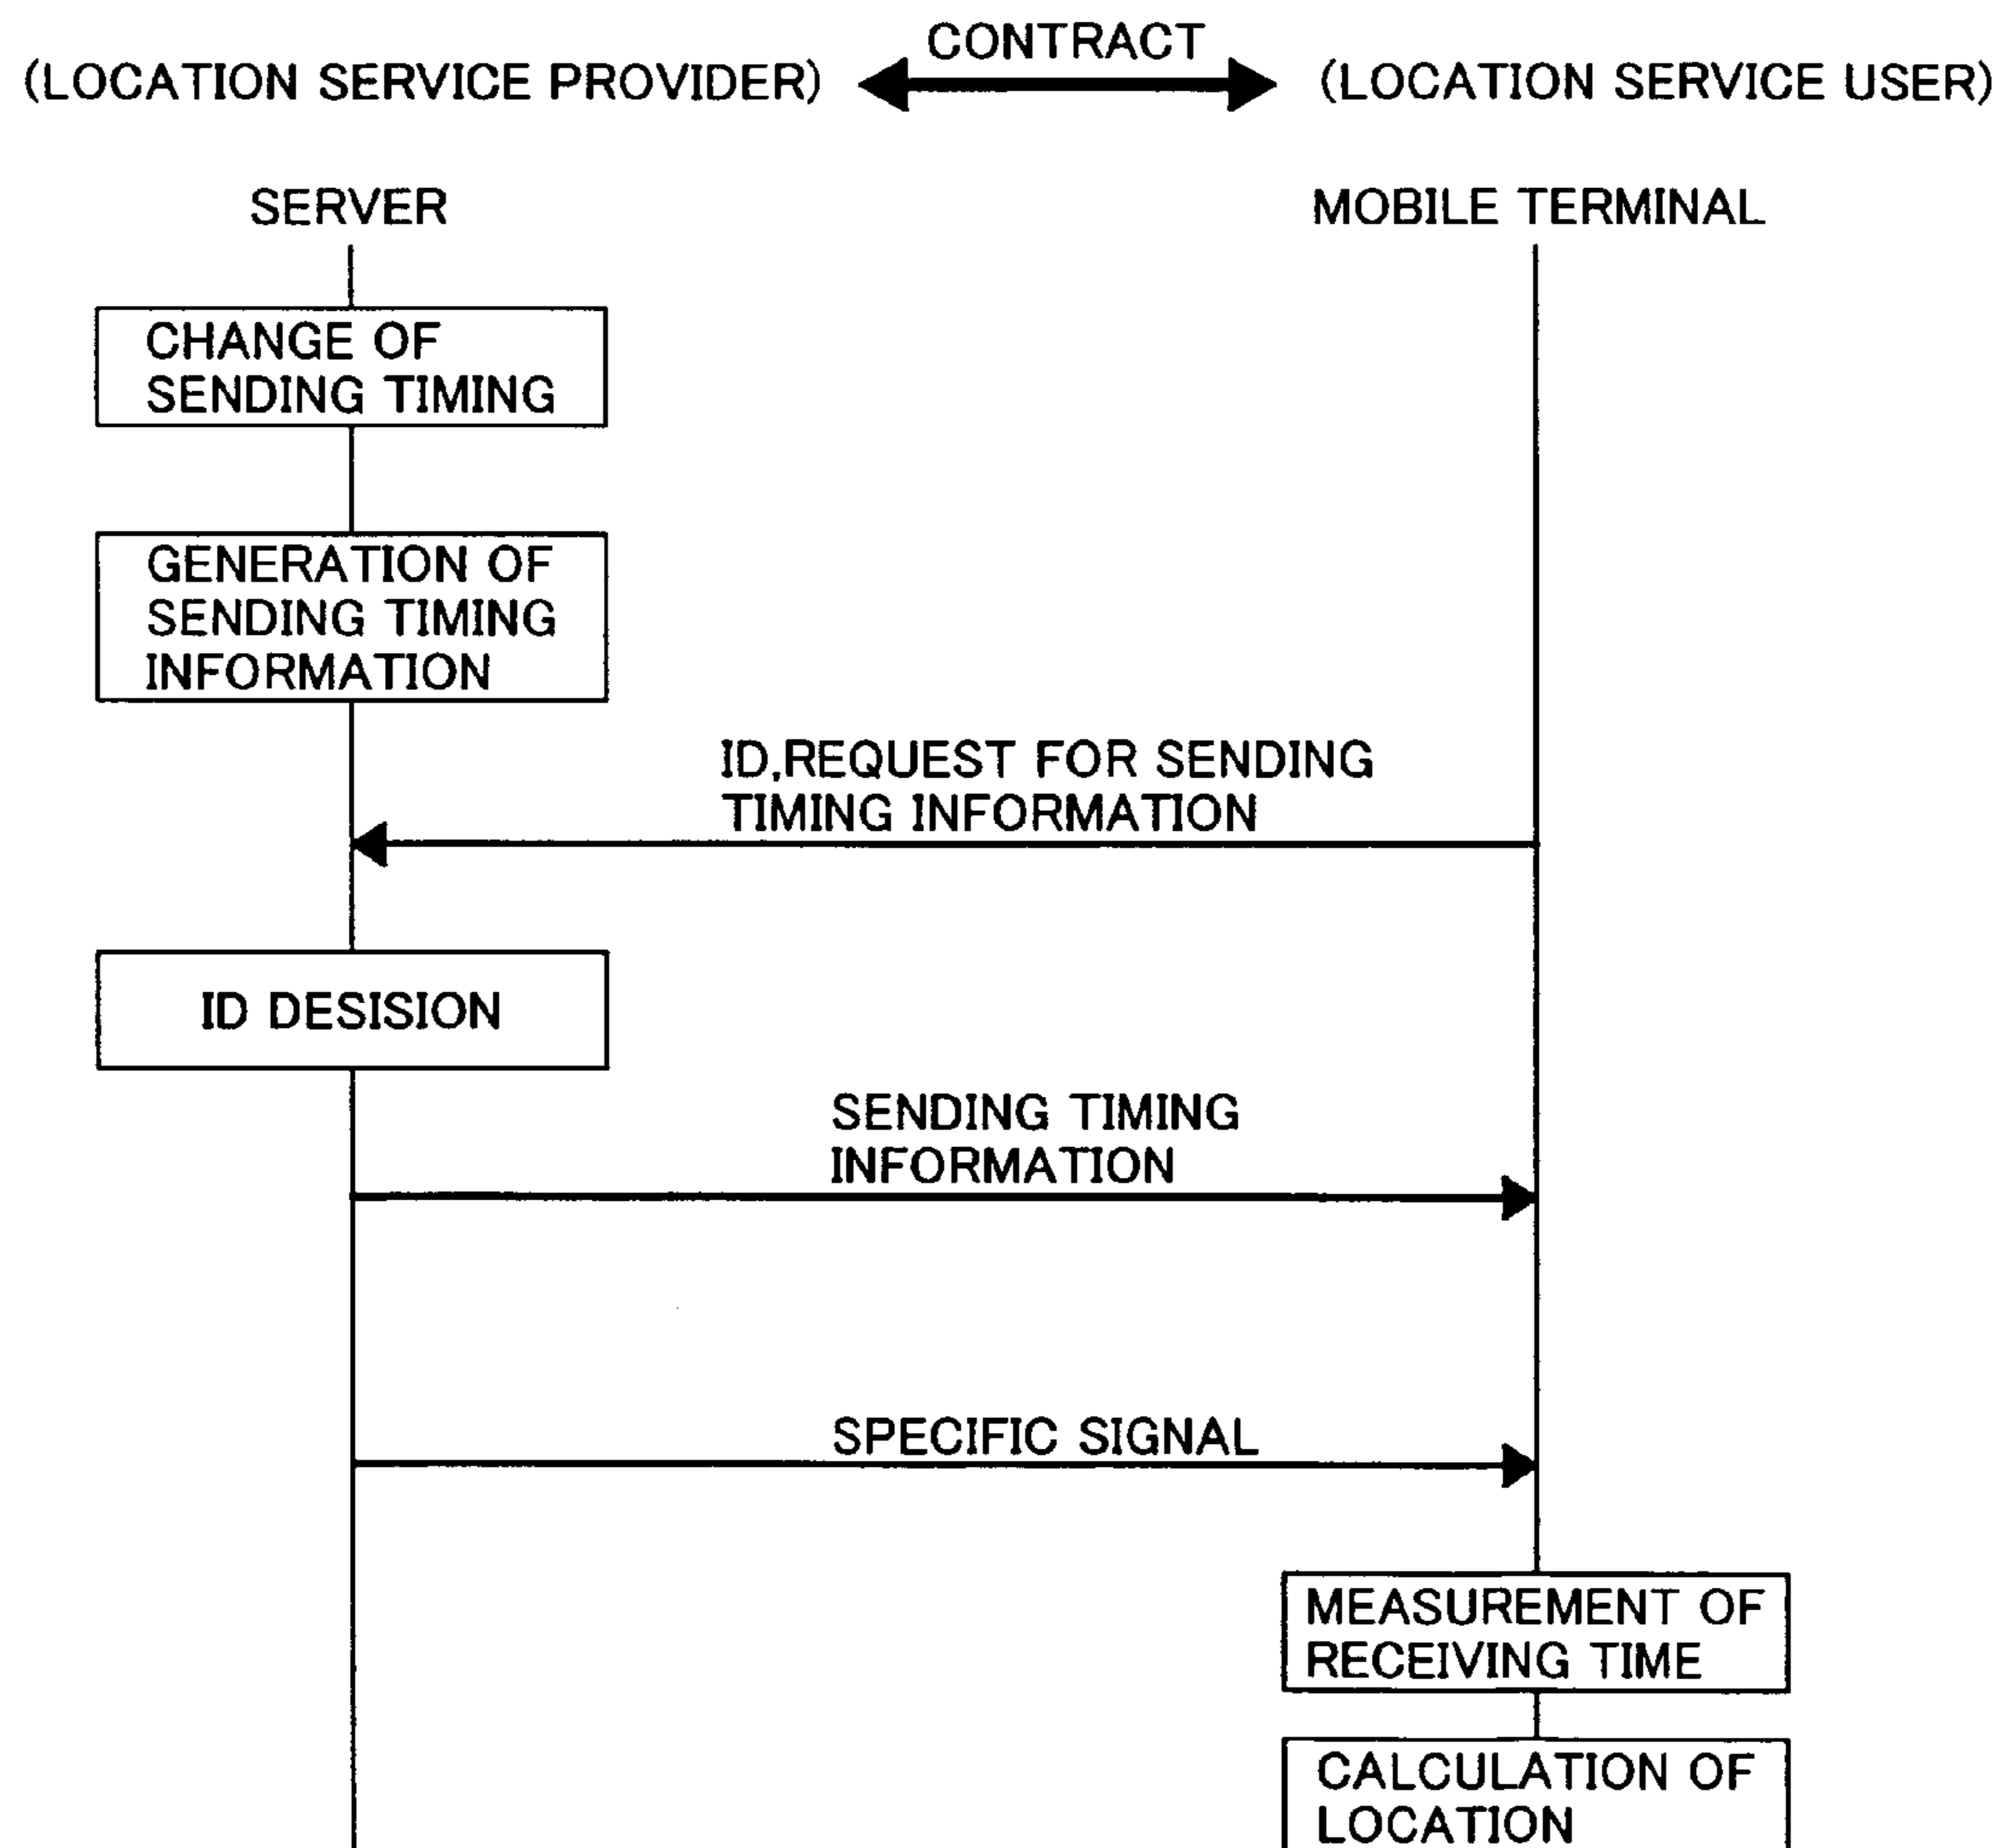 CONTRACT
(LOCATION SERVICE PROVIDER) (LOCATION SERVICE USER)
SERVER MOBILE TERMINAL
CHANGE OF
SENDING TIMING
GENERATION OF
SENDING TIMING
INFORMATION
ID,REQUEST FOR SENDING
TIMING INFORMATION
ID DESISION
SENDING TIMING
INFORMATION
SPECIFIC SIGNAL
MEASUREMENT OF
RECEIVING TIME
CALCULATION OF
LOCATION